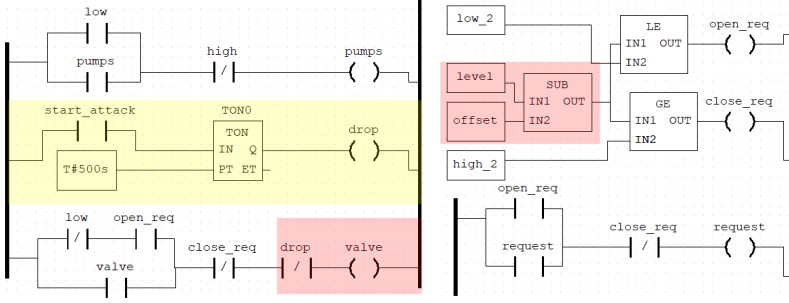 low
pumps
high
pumps
start_attack
TON0
TON
IN Q
PT ET
T#500s
drop
low
open_req
valve
close_req
drop
valve
low_2
LE
IN1 OUT
IN2
open_req
level
offset
SUB
IN1 OUT
IN2
GE
IN1 OUT
IN2
close_req
high_2
open_req
request
close_req
request